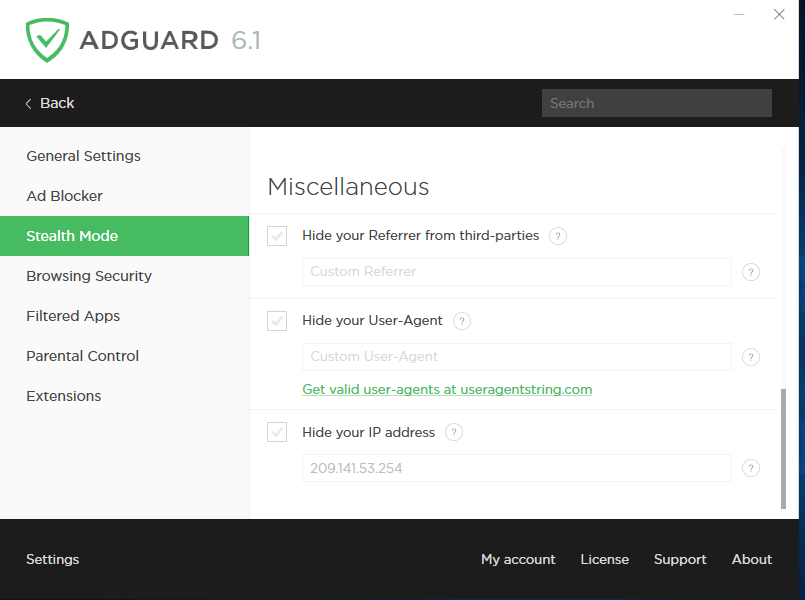 ADGUARD 6.1
Back
Search
General Settings
Ad Blocker
Stealth Mode
Browsing Security
Filtered Apps
Parental Control
Extensions
Miscellaneous
Hide your Referrer from third-parties ?
Custom Referrer ?
Hide your User-Agent ?
Custom User-Agent ?
Get valid user-agents at useragentstring.com
Hide your IP address ?
209.141.53.254 ?
Settings
My account License Support About